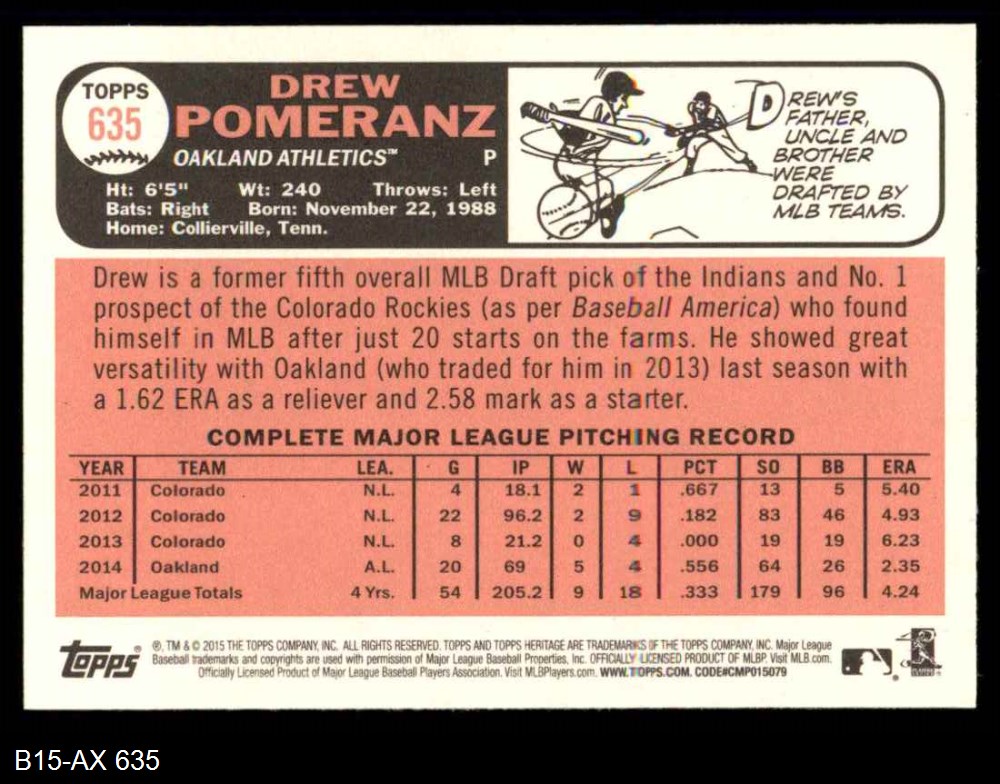 TOPPS
635
DREW
POMERANZ
OAKLAND ATHLETICS™ P
Ht: 6'5" Wt: 240 Throws: Left
Bats: Right Born: November 22, 1988
Home: Collierville, Tenn.
DREW'S
FATHER,
UNCLE AND
BROTHER
WERE
DRAFTED BY
MLB TEAMS.
Drew is a former fifth overall MLB Draft pick of the Indians and No. 1
prospect of the Colorado Rockies (as per Baseball America) who found
himself in MLB after just 20 starts on the farms. He showed great
versatility with Oakland (who traded for him in 2013) last season with
a 1.62 ERA as a reliever and 2.58 mark as a starter.
COMPLETE MAJOR LEAGUE PITCHING RECORD
YEAR TEAM LEA. G IP W L PCT SO BB ERA
2011 Colorado N.L. 4 18.1 2 1 .667 13 5 5.40
2012 Colorado N.L. 22 96.2 2 9 .182 83 46 4.93
2013 Colorado N.L. 8 21.2 0 4 .000 19 19 6.23
2014 Oakland A.L. 20 69 5 4 .556 64 26 2.35
Major League Totals 4 Yrs. 54 205.2 9 18 .333 179 96 4.24
topps®
®, TM & © 2015 THE TOPPS COMPANY, INC. ALL RIGHTS RESERVED. TOPPS AND TOPPS HERITAGE ARE TRADEMARKS OF THE TOPPS COMPANY, INC. Major League
Baseball trademarks and copyrights are used with permission of Major League Baseball Properties, Inc. OFFICIALLY LICENSED PRODUCT OF MLBP. Visit MLB.com.
Officially Licensed Product of Major League Baseball Players Association. Visit MLBPlayers.com. WWW.TOPPS.COM. CODE#CMP015079
B15-AX 635